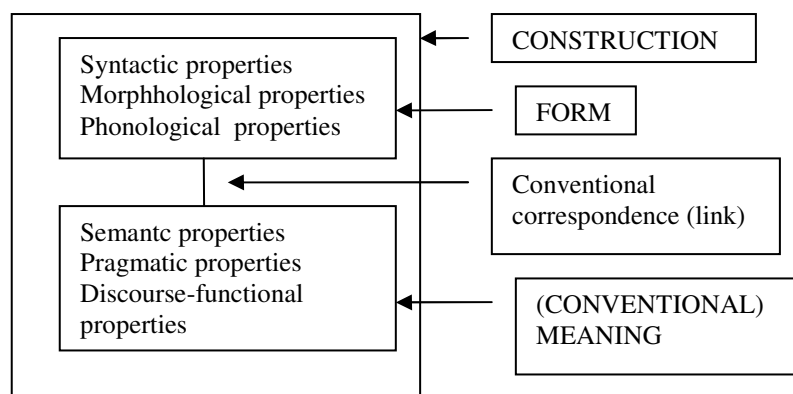 CONSTRUCTION
Syntactic properties
Morphhological properties
Phonological properties
FORM
Conventional
correspondence (link)
Semantc properties
Pragmatic properties
Discourse-functional
properties
(CONVENTIONAL)
MEANING